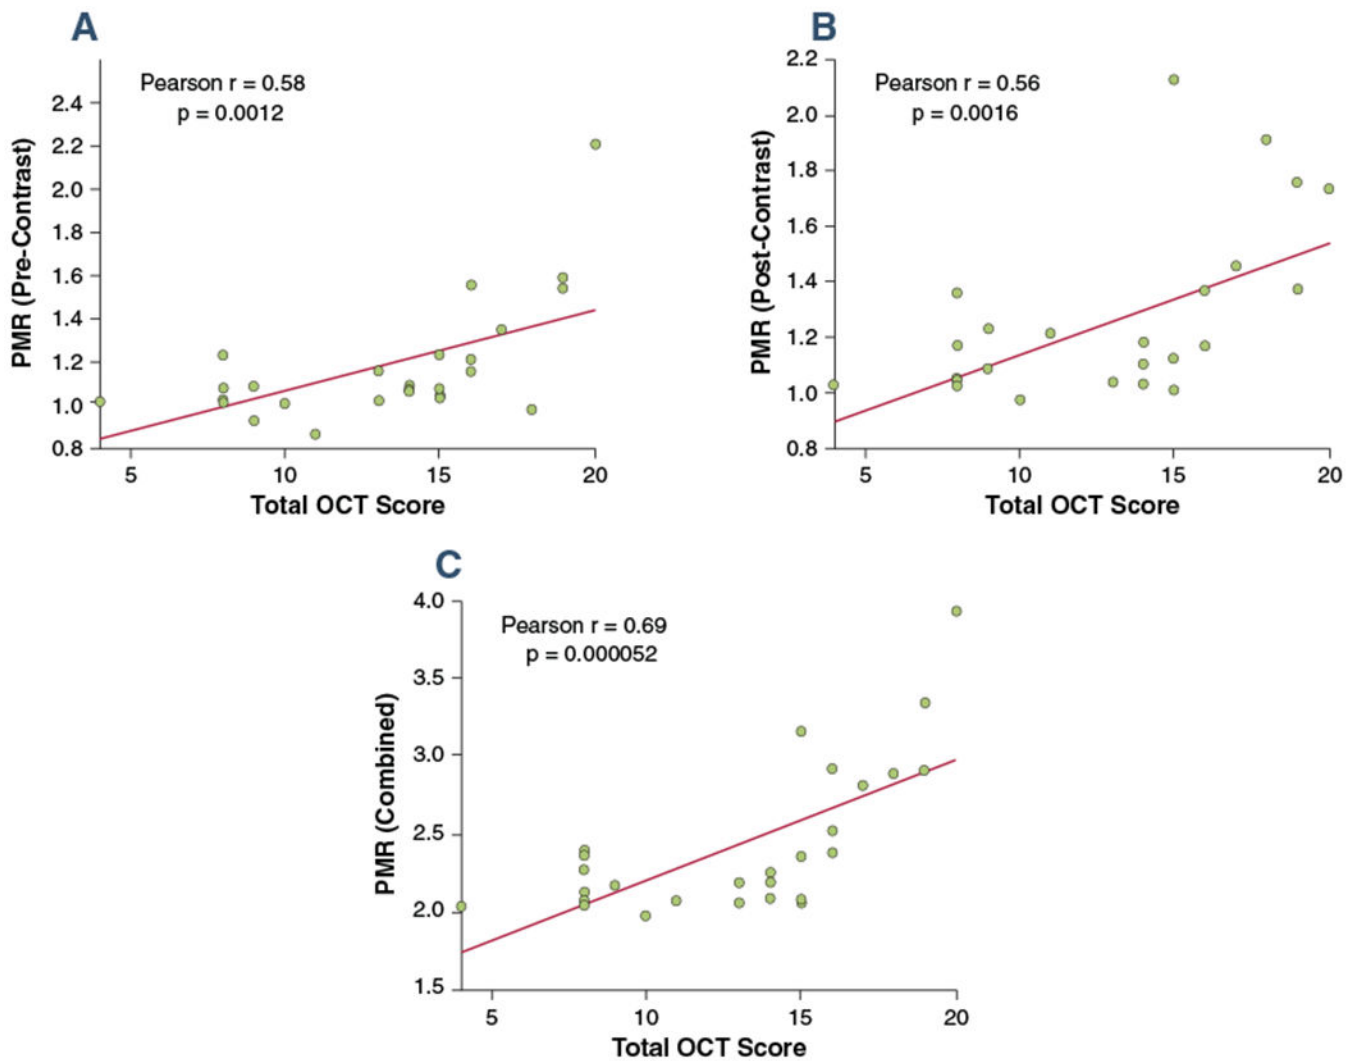 A
Pearson r = 0.58
p = 0.0012
PMR (Pre-Contrast)
2.4
2.2
2.0
1.8
1.6
1.4
1.2
1.0
0.8
5 10 15 20
Total OCT Score
B
Pearson r = 0.56
p = 0.0016
PMR (Post-Contrast)
2.2
2.0
1.8
1.6
1.4
1.2
1.0
0.8
5 10 15 20
Total OCT Score
C
Pearson r = 0.69
p = 0.000052
PMR (Combined)
4.0
3.5
3.0
2.5
2.0
1.5
5 10 15 20
Total OCT Score